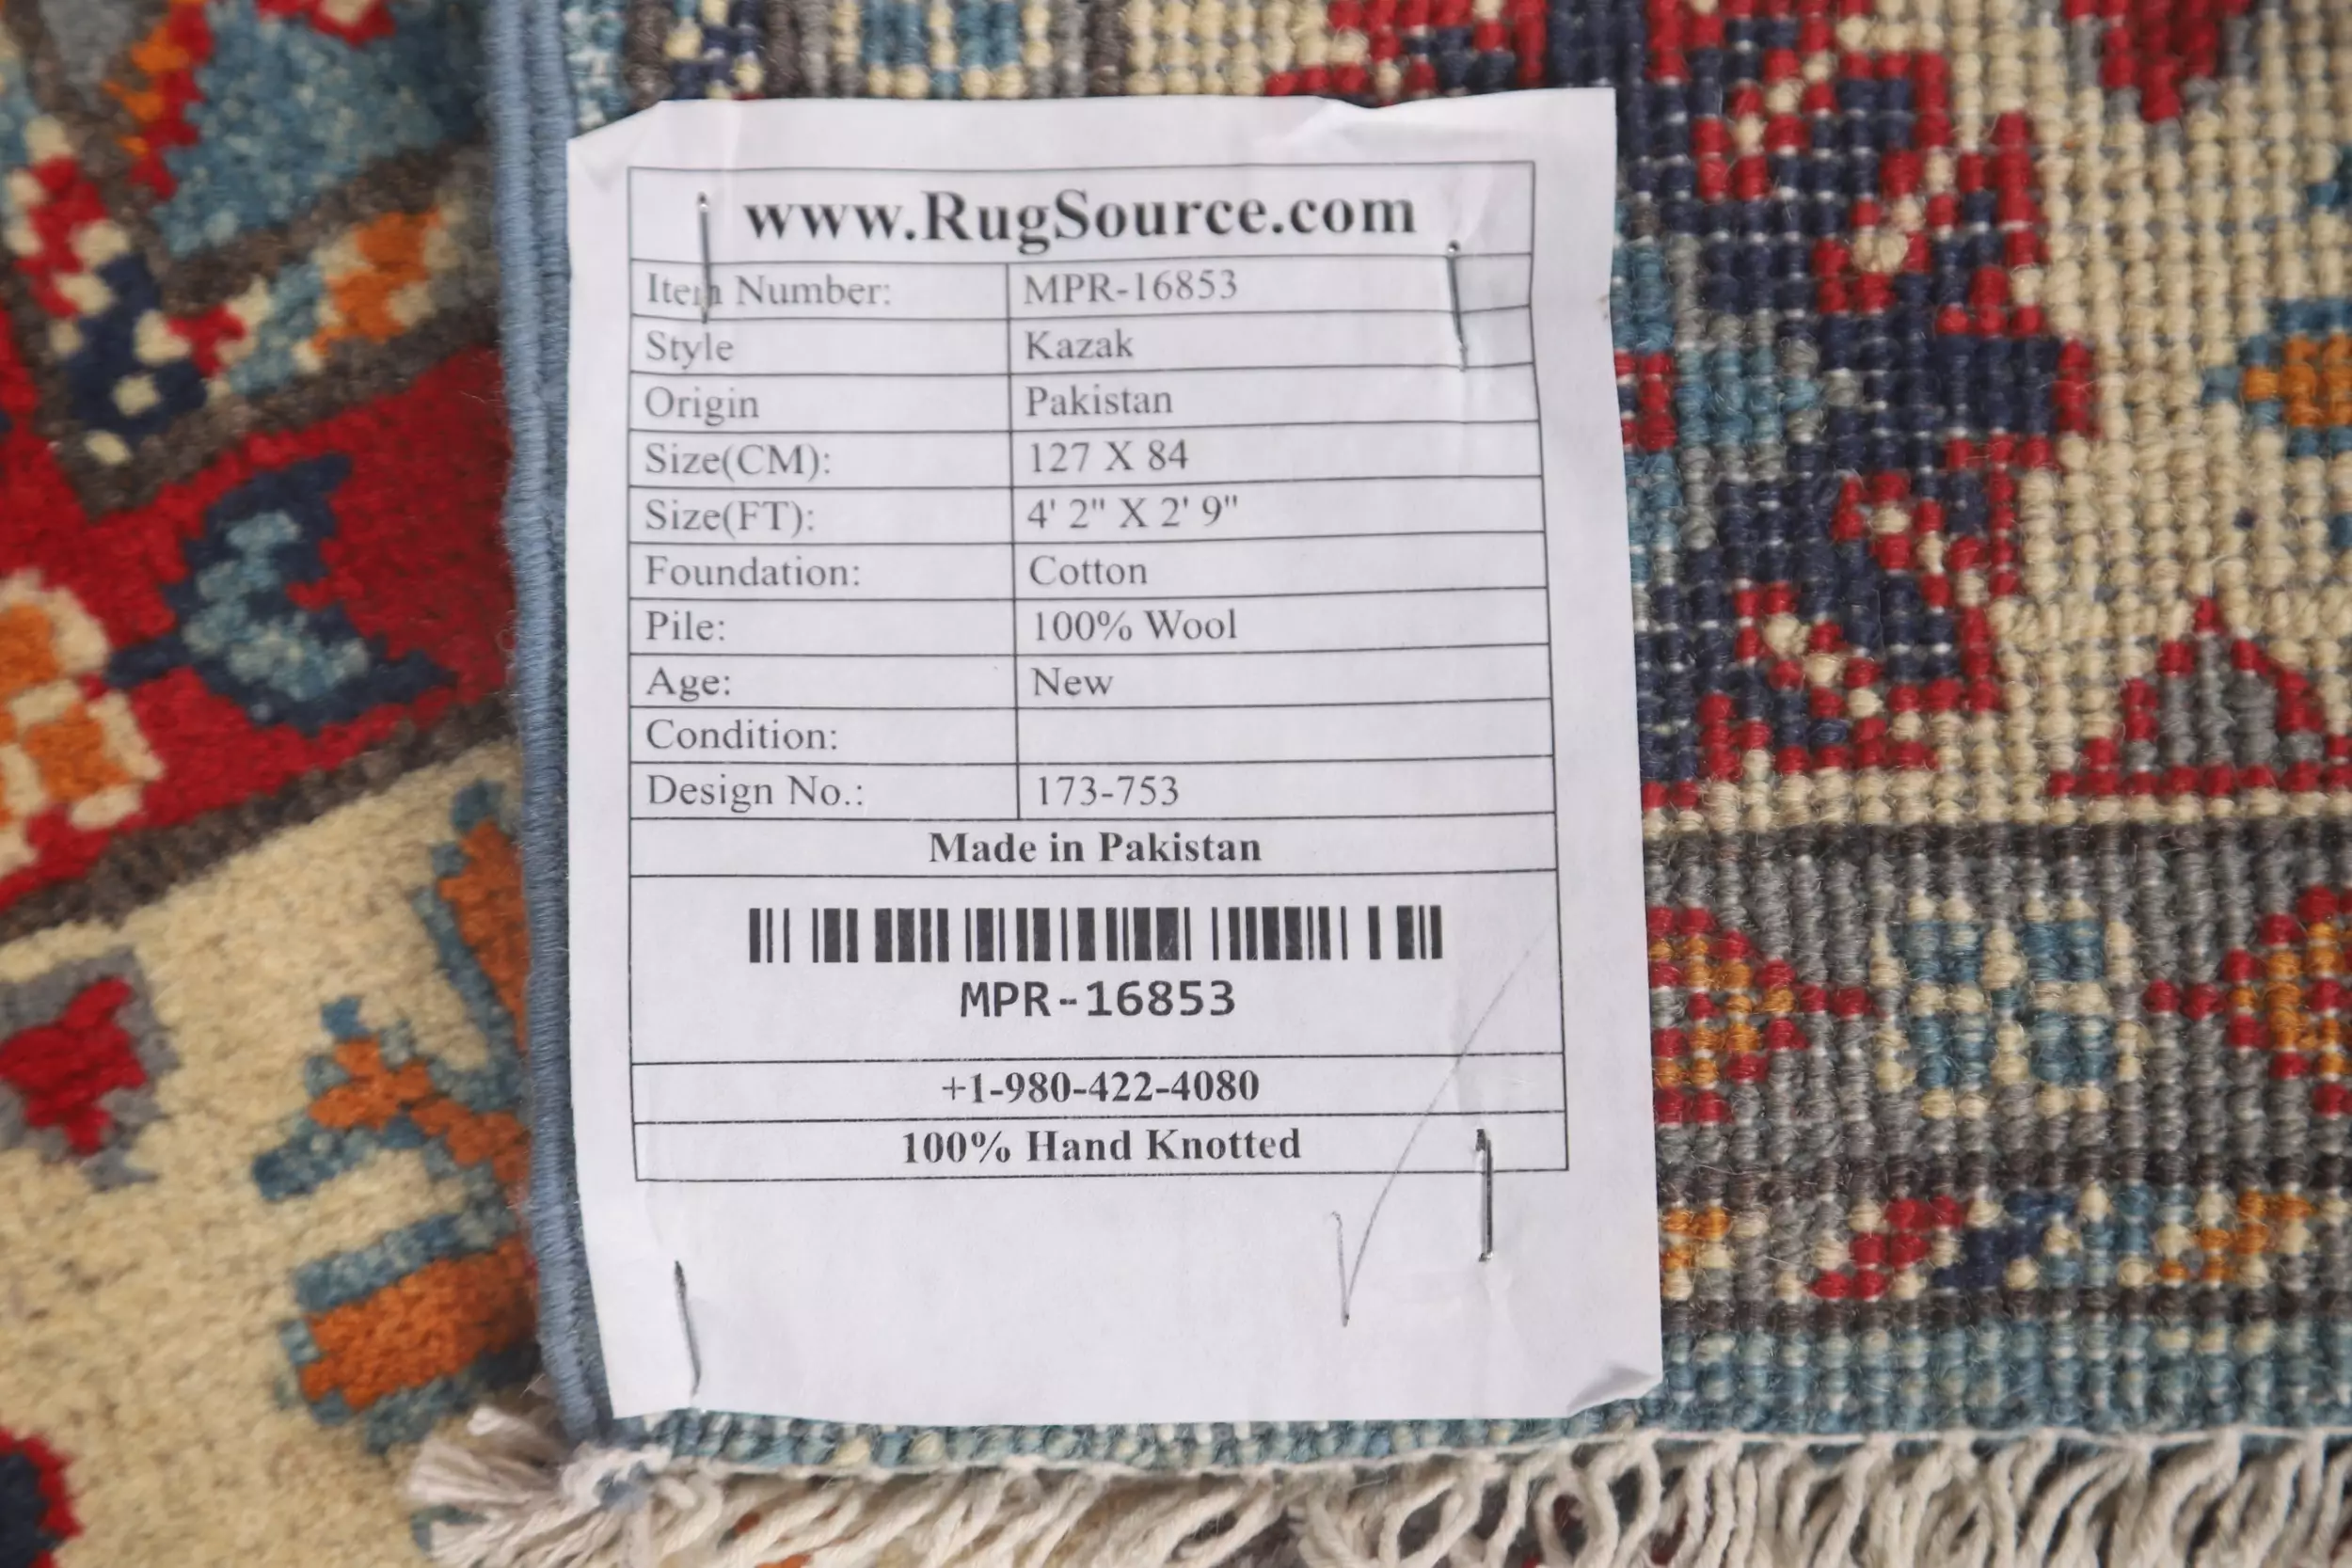 www.RugSource.com
Item Number: MPR-16853
Style Kazak
Origin Pakistan
Size(CM): 127 X 84
Size(FT): 4' 2" X 2' 9"
Foundation: Cotton
Pile: 100% Wool
Age: New
Condition:
Design No.: 173-753
Made in Pakistan
MPR-16853
+1-980-422-4080
100% Hand Knotted